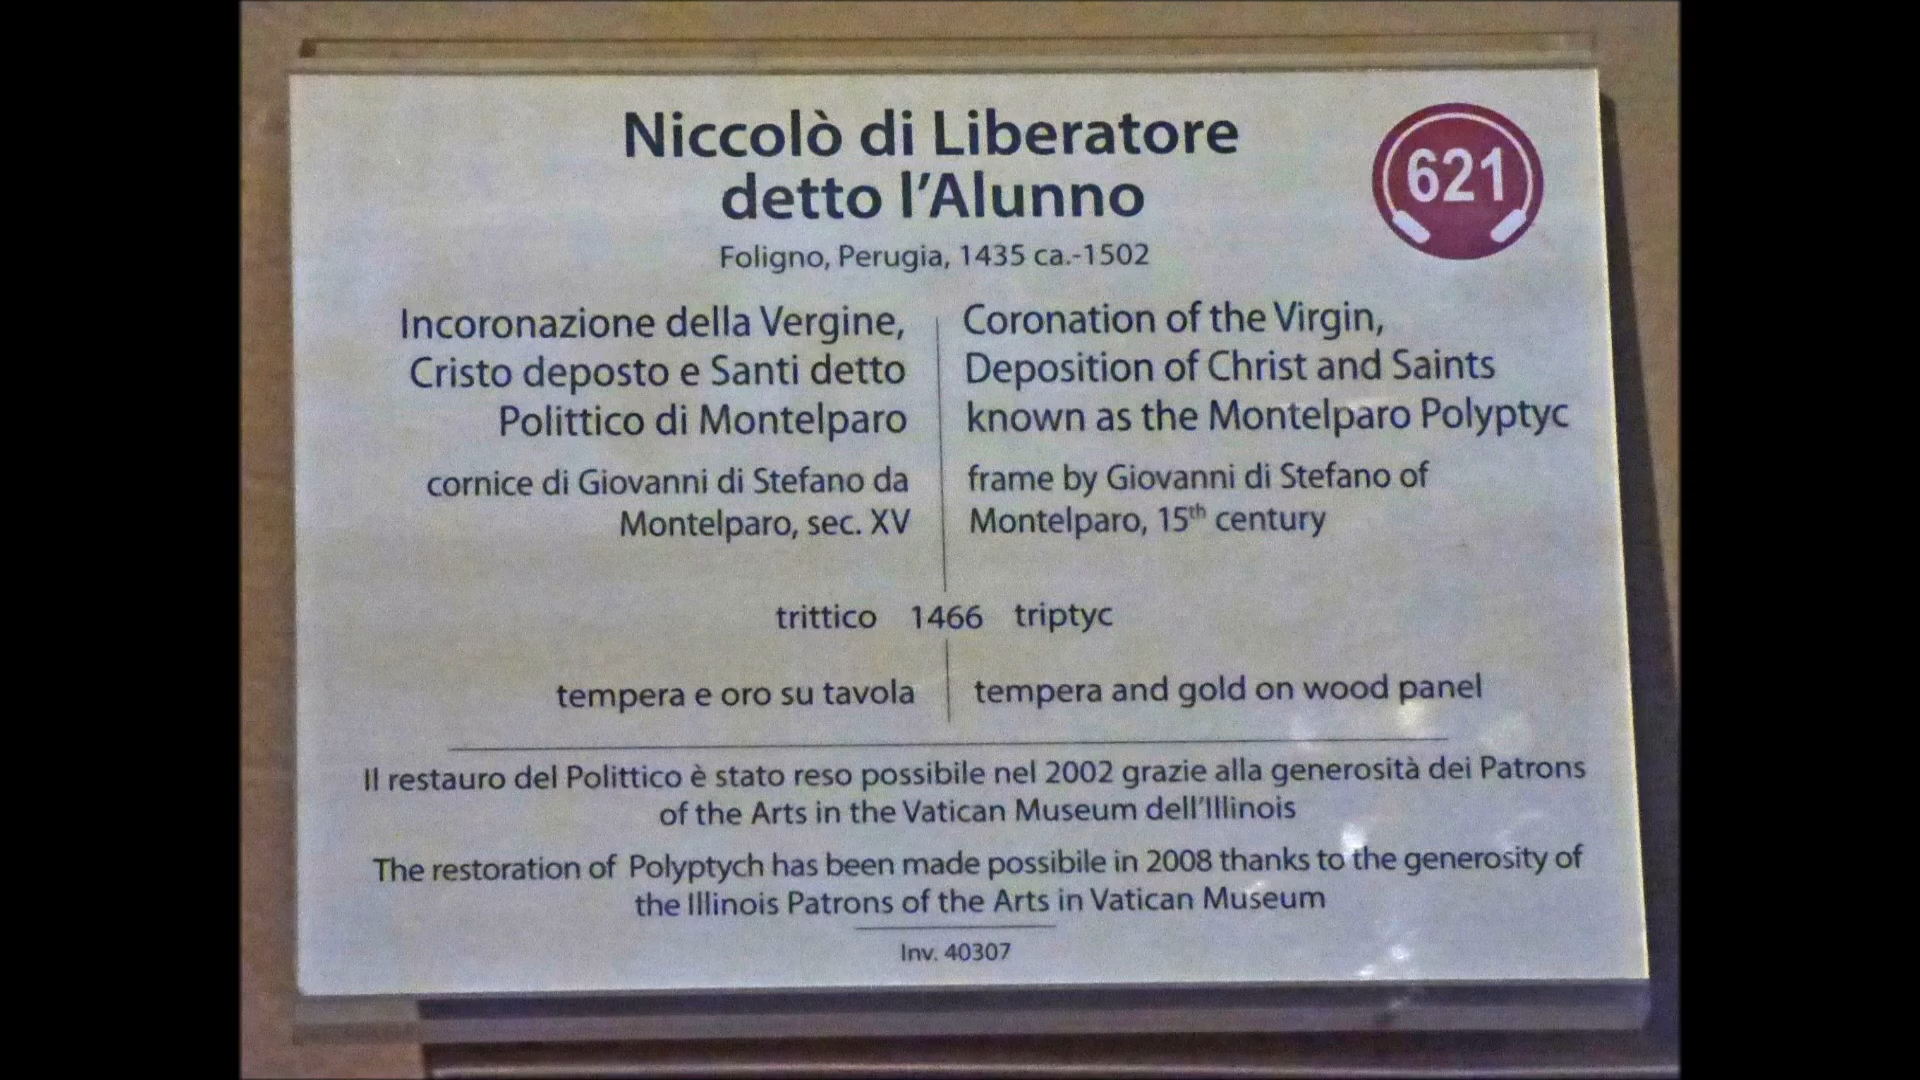 Niccolò di Liberatore
detto l'Alunno
621
Foligno, Perugia, 1435 ca.-1502
Incoronazione della Vergine,
Cristo deposto e Santi detto
Polittico di Montelparo
cornice di Giovanni di Stefano da
Montelparo, sec. XV
Coronation of the Virgin,
Deposition of Christ and Saints
known as the Montelparo Polyptyc
frame by Giovanni di Stefano of
Montelparo, 15th century
trittico 1466 triptyc
tempera e oro su tavola
tempera and gold on wood panel
Il restauro del Polittico è stato reso possibile nel 2002 grazie alla generosità dei Patrons
of the Arts in the Vatican Museum dell'Illinois
The restoration of Polyptych has been made possibile in 2008 thanks to the generosity of
the Illinois Patrons of the Arts in Vatican Museum
Inv. 40307